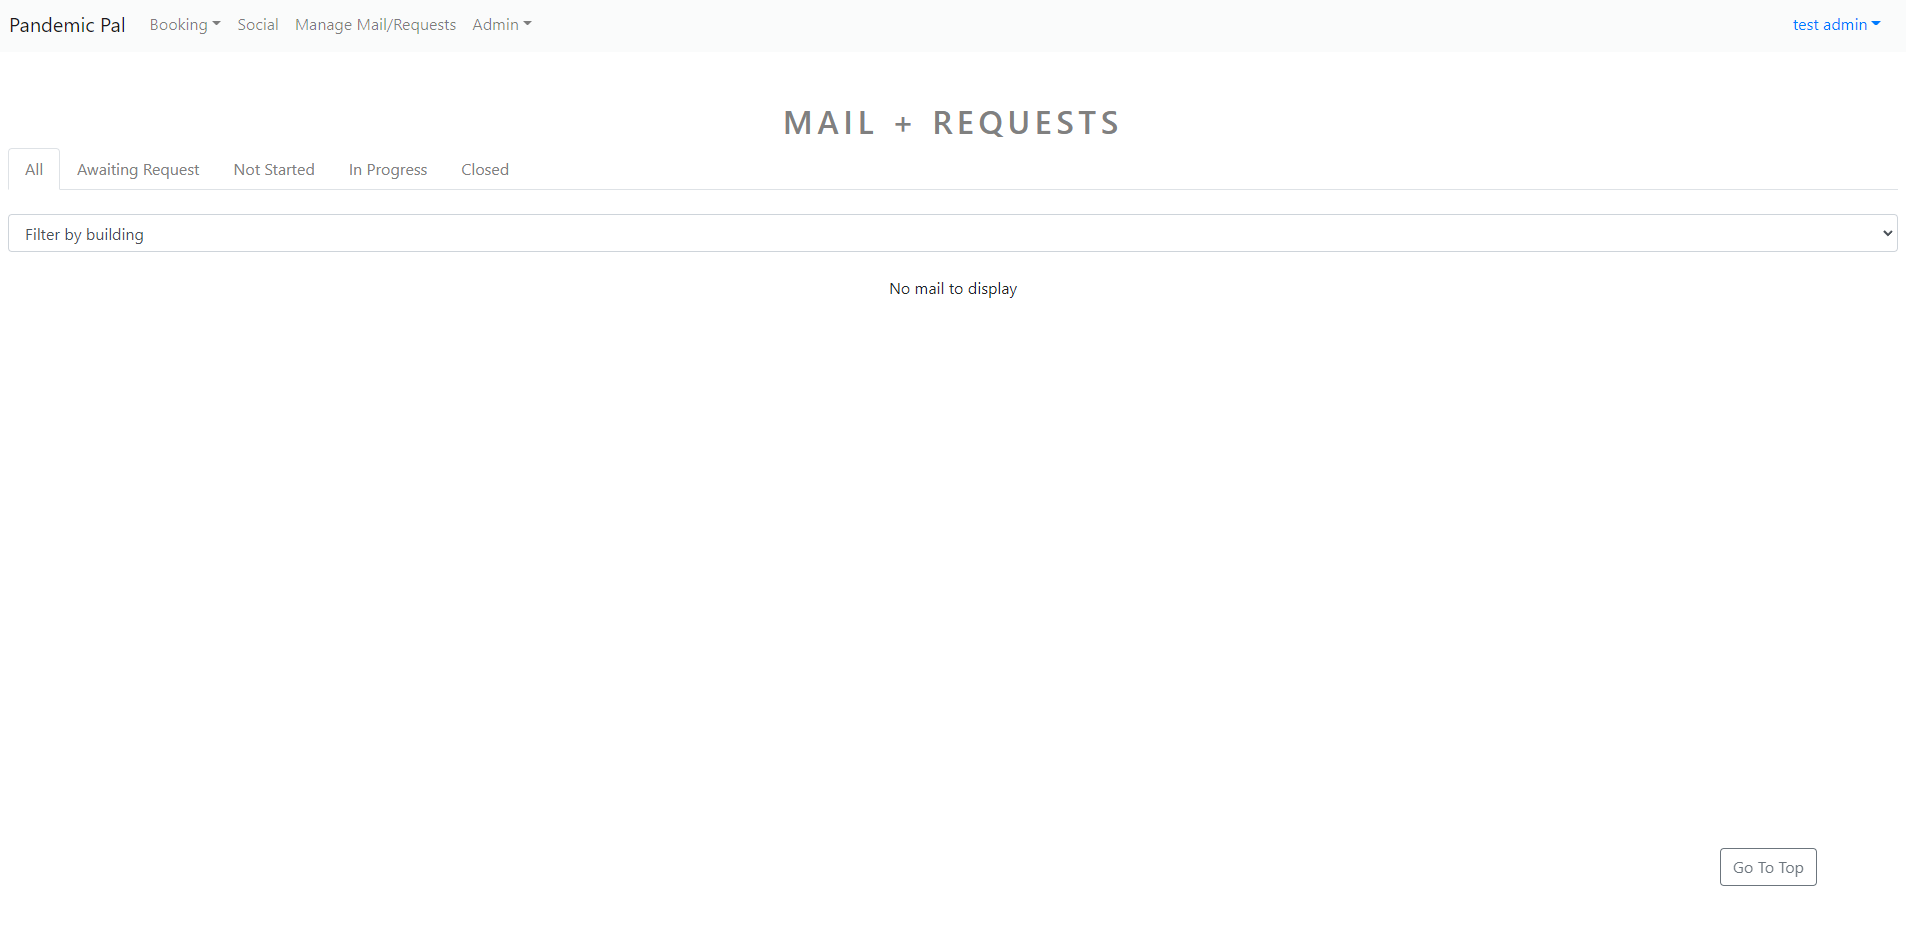 Pandemic Pal Booking Social Manage Mail/Requests Admin test admin
MAIL + REQUESTS
All Awaiting Request Not Started In Progress Closed
Filter by building
No mail to display
Go To Top